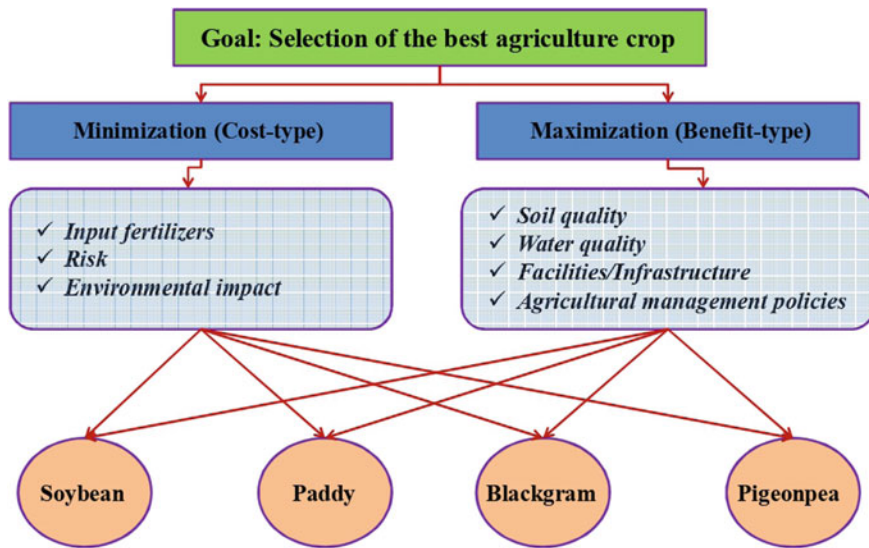 Goal: Selection of the best agriculture crop
Minimization (Cost-type)
Maximization (Benefit-type)
✓ Input fertilizers
✓ Risk
✓ Environmental impact
✓ Soil quality
✓ Water quality
✓ Facilities/Infrastructure
✓ Agricultural management policies
Soybean
Paddy
Blackgram
Pigeonpea